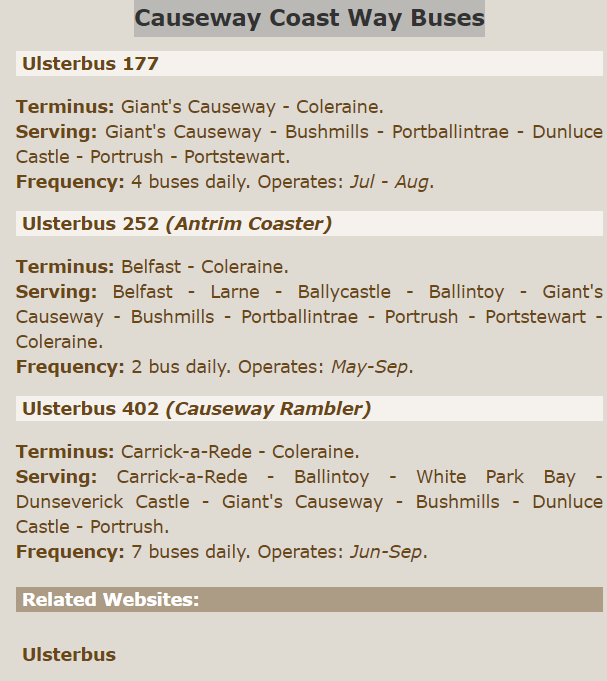 Causeway Coast Way Buses
Ulsterbus 177
Terminus: Giant's Causeway - Coleraine.
Serving: Giant's Causeway - Bushmills - Portballintrae - Dunluce
Castle - Portrush - Portstewart.
Frequency: 4 buses daily. Operates: Jul - Aug.
Ulsterbus 252 (Antrim Coaster)
Terminus: Belfast - Coleraine.
Serving: Belfast - Larne - Ballycastle - Ballintoy - Giant's
Causeway - Bushmills - Portballintrae - Portrush - Portstewart -
Coleraine.
Frequency: 2 bus daily. Operates: May-Sep.
Ulsterbus 402 (Causeway Rambler)
Terminus: Carrick-a-Rede - Coleraine.
Serving: Carrick-a-Rede - Ballintoy - White Park Bay -
Dunseverick Castle - Giant's Causeway - Bushmills - Dunluce
Castle - Portrush.
Frequency: 7 buses daily. Operates: Jun-Sep.
Related Websites:
Ulsterbus